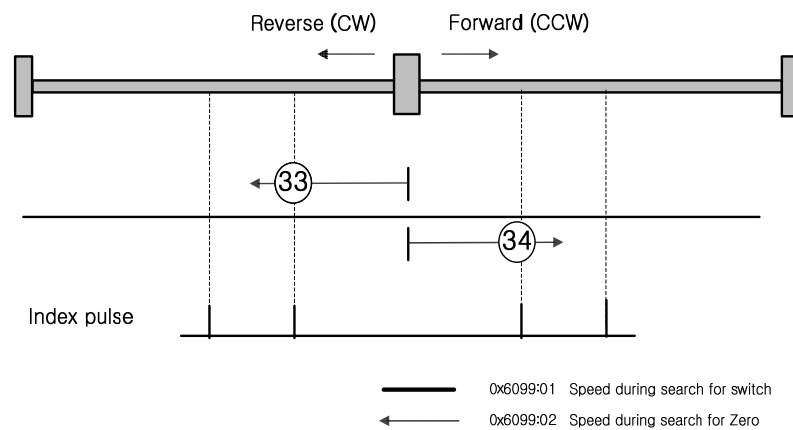 Reverse (CW) Forward (CCW)
33
34
Index pulse
0x6099:01 Speed during search for switch
0x6099:02 Speed during search for Zero